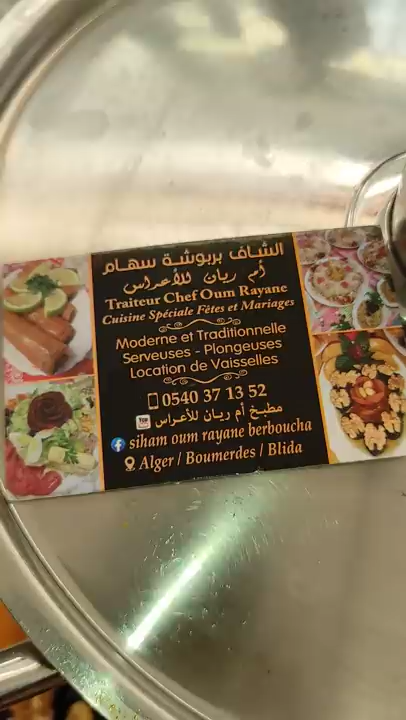 الشاف بربوشة سهام
أم ريان للأعراس
Traiteur Chef Oum Rayane
Cuisine Spéciale Fêtes et Mariages
Moderne et Traditionnelle
Serveuses - Plongeuses
Location de Vaisselles
0540 37 13 52
مطبخ أم ريان للأعراس
siham oum rayane berboucha
Alger / Boumerdes / Blida